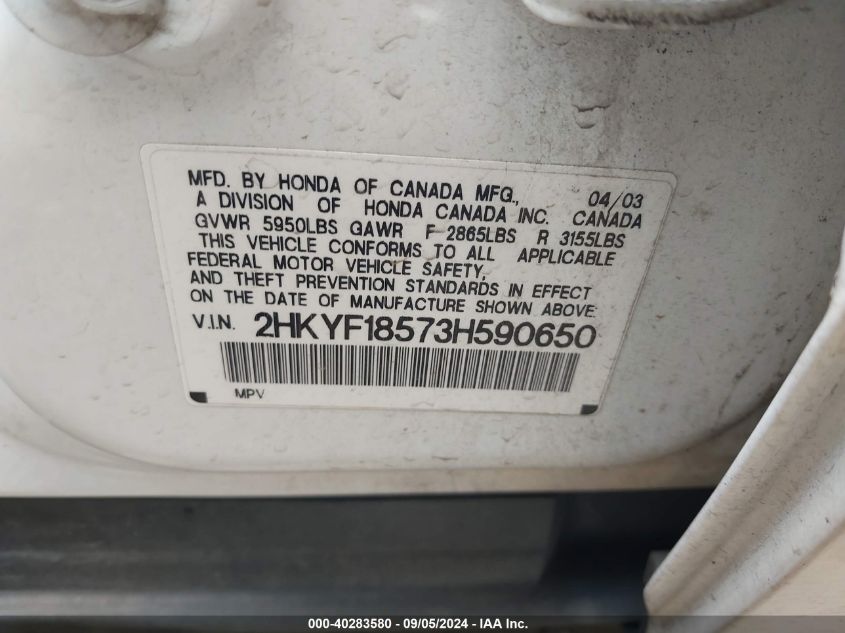 MFD. BY HONDA OF CANADA MFG., 04/03
A DIVISION OF HONDA CANADA INC. CANADA
GVWR 5950LBS GAWR F 2865LBS R 3155LBS
THIS VEHICLE CONFORMS TO ALL APPLICABLE
FEDERAL MOTOR VEHICLE SAFETY,
AND THEFT PREVENTION STANDARDS IN EFFECT
ON THE DATE OF MANUFACTURE SHOWN ABOVE.
V.I.N. 2HKYF18573H590650
MPV
000-40283580 - 09/05/2024 - IAA Inc.